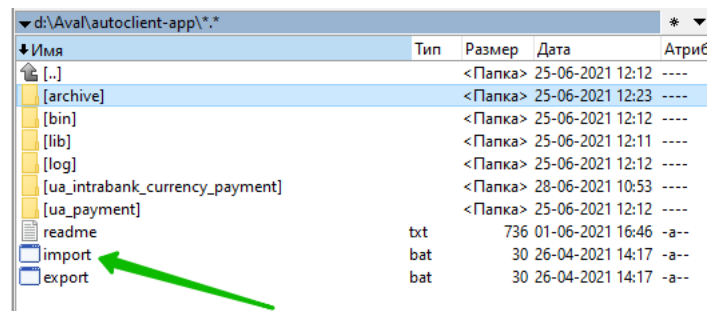 d:\Aval\autoclient-app\*.* * ▼
Имя Тип Размер Дата Атриб
[..] <Папка> 25-06-2021 12:12 ----
[archive] <Папка> 25-06-2021 12:23 ----
[bin] <Папка> 25-06-2021 12:12 ----
[lib] <Папка> 25-06-2021 12:11 ----
[log] <Папка> 25-06-2021 12:12 ----
[ua_intrabank_currency_payment] <Папка> 28-06-2021 10:53 ----
[ua_payment] <Папка> 25-06-2021 12:12 ----
readme txt 736 01-06-2021 16:46 -a--
import bat 30 26-04-2021 14:17 -a--
export bat 30 26-04-2021 14:17 -a--